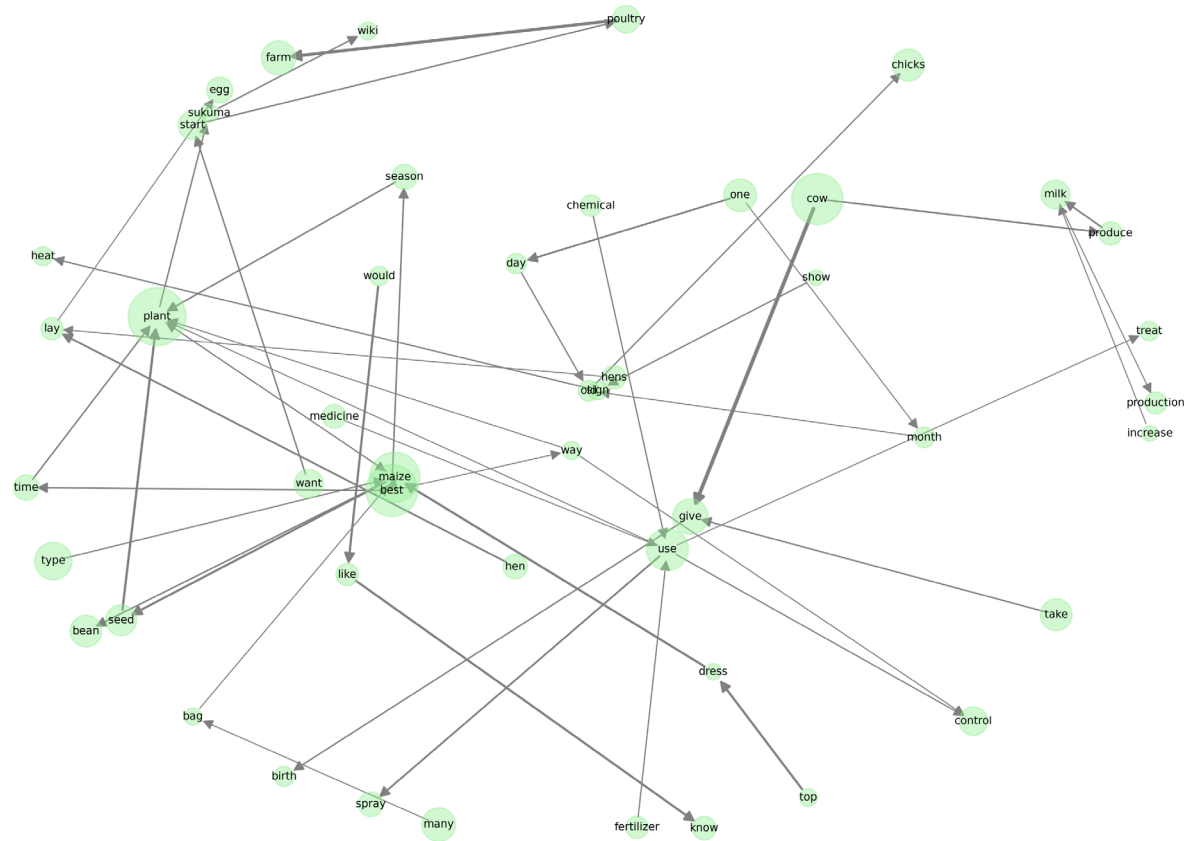 poultry
wiki
farm
chicks
egg
sukuma
start
season
one
cow
milk
chemical
produce
heat
day
would
show
plant
lay
treat
hens
old
sign
production
medicine
increase
month
way
maize
want
time
best
give
use
type
hen
like
take
seed
bean
dress
bag
control
birth
top
spray
many
fertilizer
know